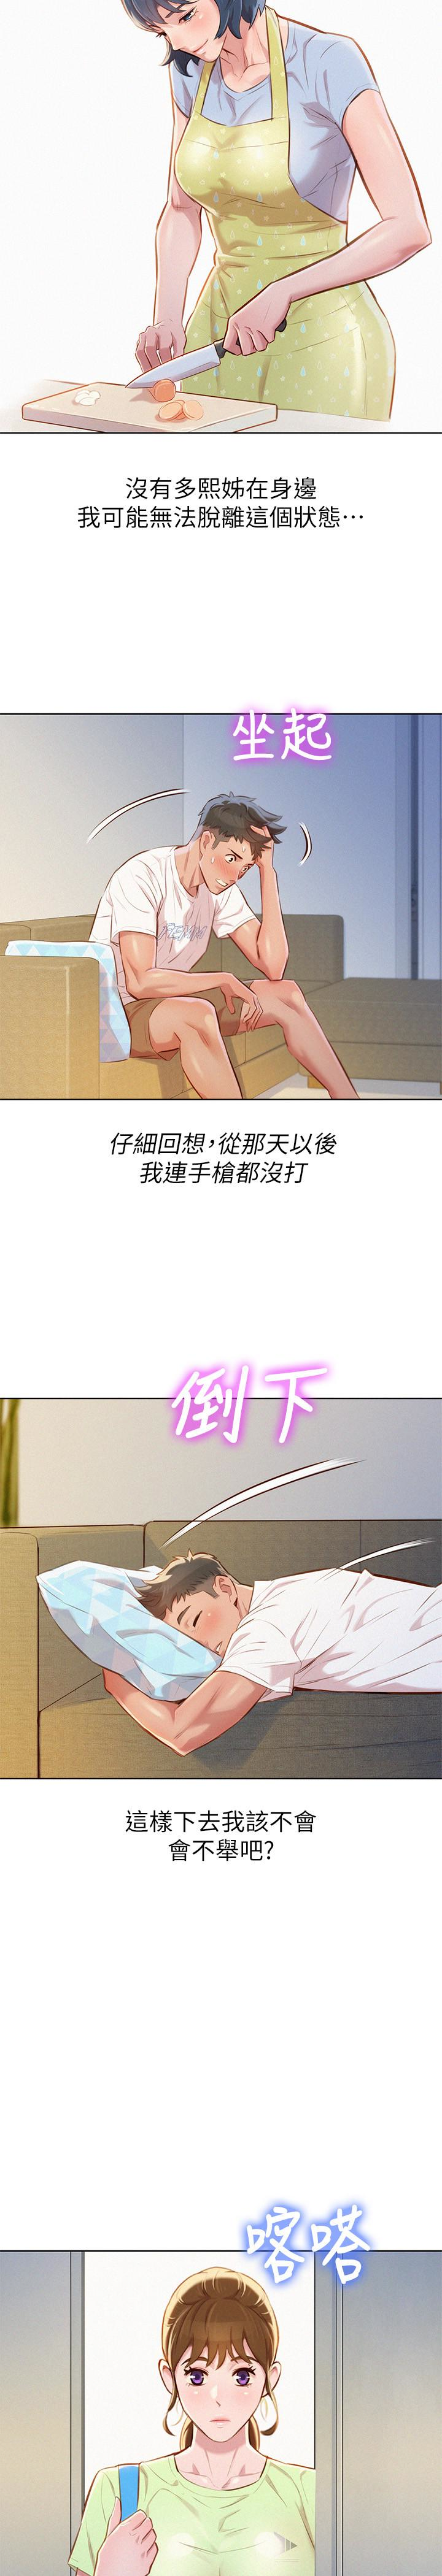 沒有多熙姊在身邊
我可能無法脫離這個狀態⋯
坐起
仔細回想，從那天以後
我連手槍都沒打
倒下
這樣下去我該不會
會不舉吧?
喀嗒